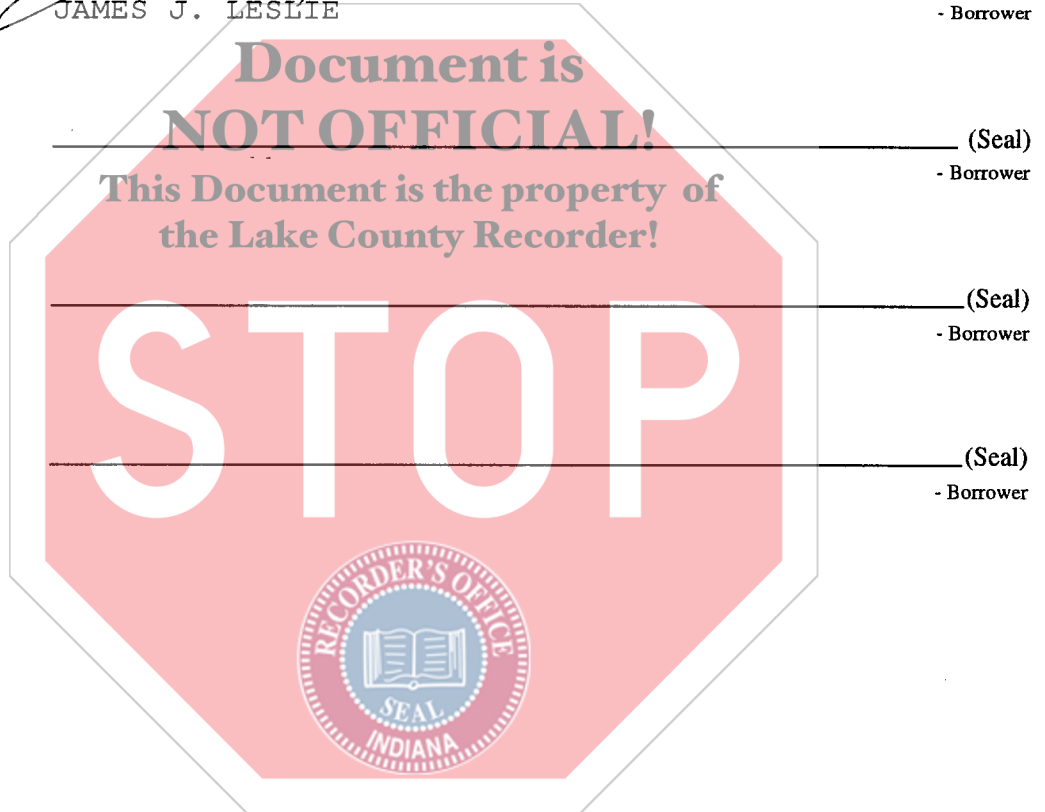 JAMES J. LESLIE
- Borrower
Document is
NOT OFFICIAL!
(Seal)
- Borrower
This Document is the property of
the Lake County Recorder!
(Seal)
- Borrower
STOP
(Seal)
- Borrower
RECORDER'S OFFICE
SEAL
INDIANA